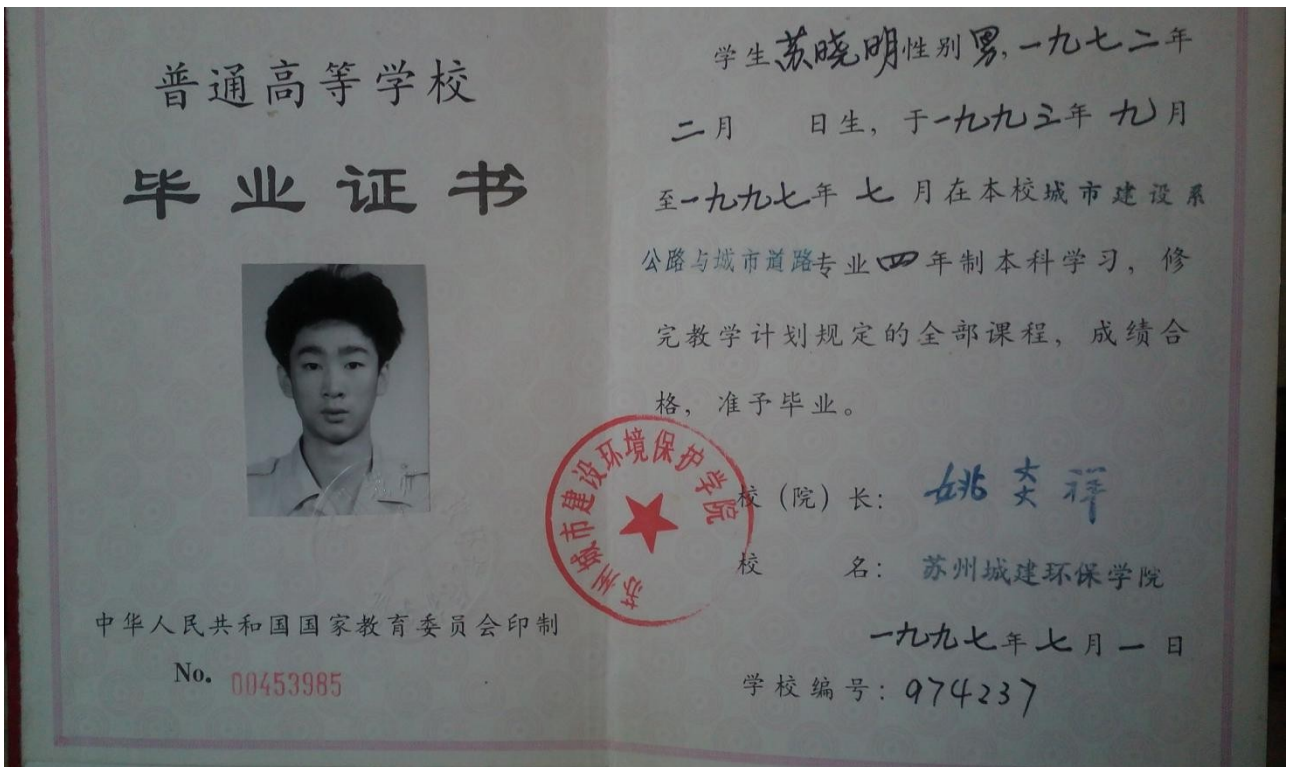 普通高等学校
毕业证书
中华人民共和国国家教育委员会印制
No. 00453985
学生苏晓明性别男,一九七二年
二月 日生,于一九九三年九月
至一九九七年七月在本校城市建设系
公路与城市道路专业四年制本科学习,修
完教学计划规定的全部课程,成绩合
格,准予毕业。
苏州城市建设环境保护学院
校(院)长: 姚炎祥
校 名: 苏州城建环保学院
一九九七年七月一日
学校编号: 974237